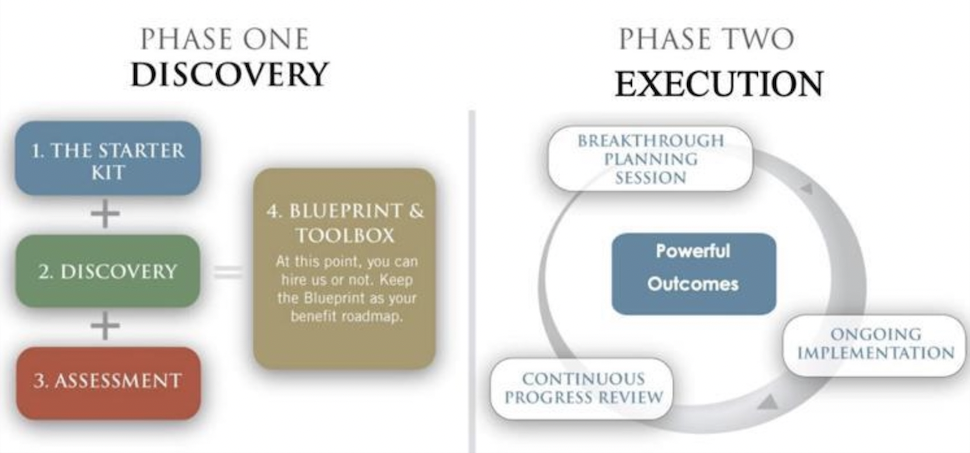 PHASE ONE
DISCOVERY
1. THE STARTER
KIT
+
2. DISCOVERY
+
3. ASSESSMENT
=
4. BLUEPRINT &
TOOLBOX
At this point, you can
hire us or not. Keep
the Blueprint as your
benefit roadmap.
PHASE TWO
EXECUTION
BREAKTHROUGH
PLANNING
SESSION
Powerful
Outcomes
ONGOING
IMPLEMENTATION
CONTINUOUS
PROGRESS REVIEW